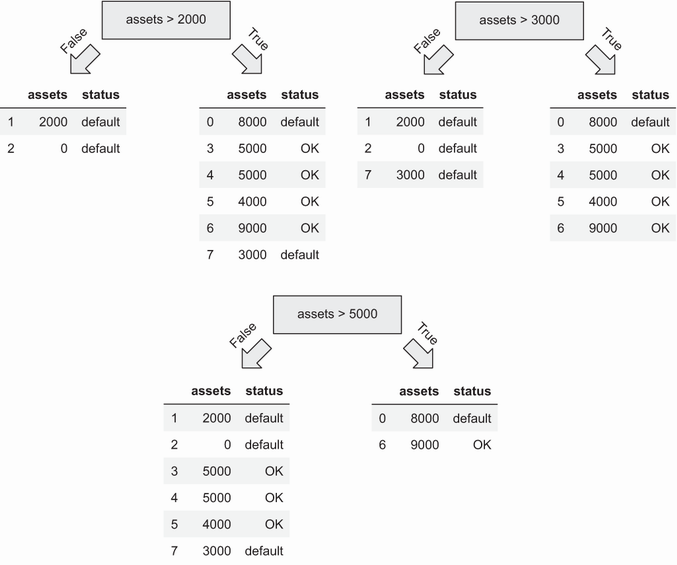 assets > 2000
False
True
assets status
1 2000 default
2 0 default
assets status
0 8000 default
3 5000 OK
4 5000 OK
5 4000 OK
6 9000 OK
7 3000 default
assets > 3000
False
True
assets status
1 2000 default
2 0 default
7 3000 default
assets status
0 8000 default
3 5000 OK
4 5000 OK
5 4000 OK
6 9000 OK
assets > 5000
False
True
assets status
1 2000 default
2 0 default
3 5000 OK
4 5000 OK
5 4000 OK
7 3000 default
assets status
0 8000 default
6 9000 OK